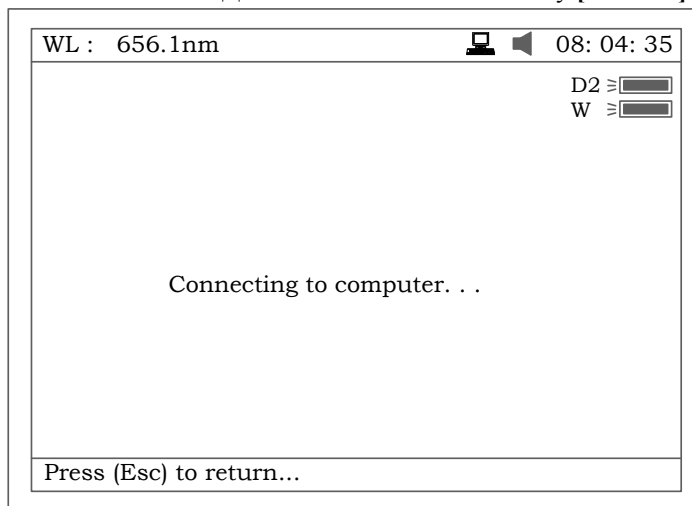 WL : 656.1nm 08: 04: 35
D2
W
Connecting to computer. . .
Press (Esc) to return...